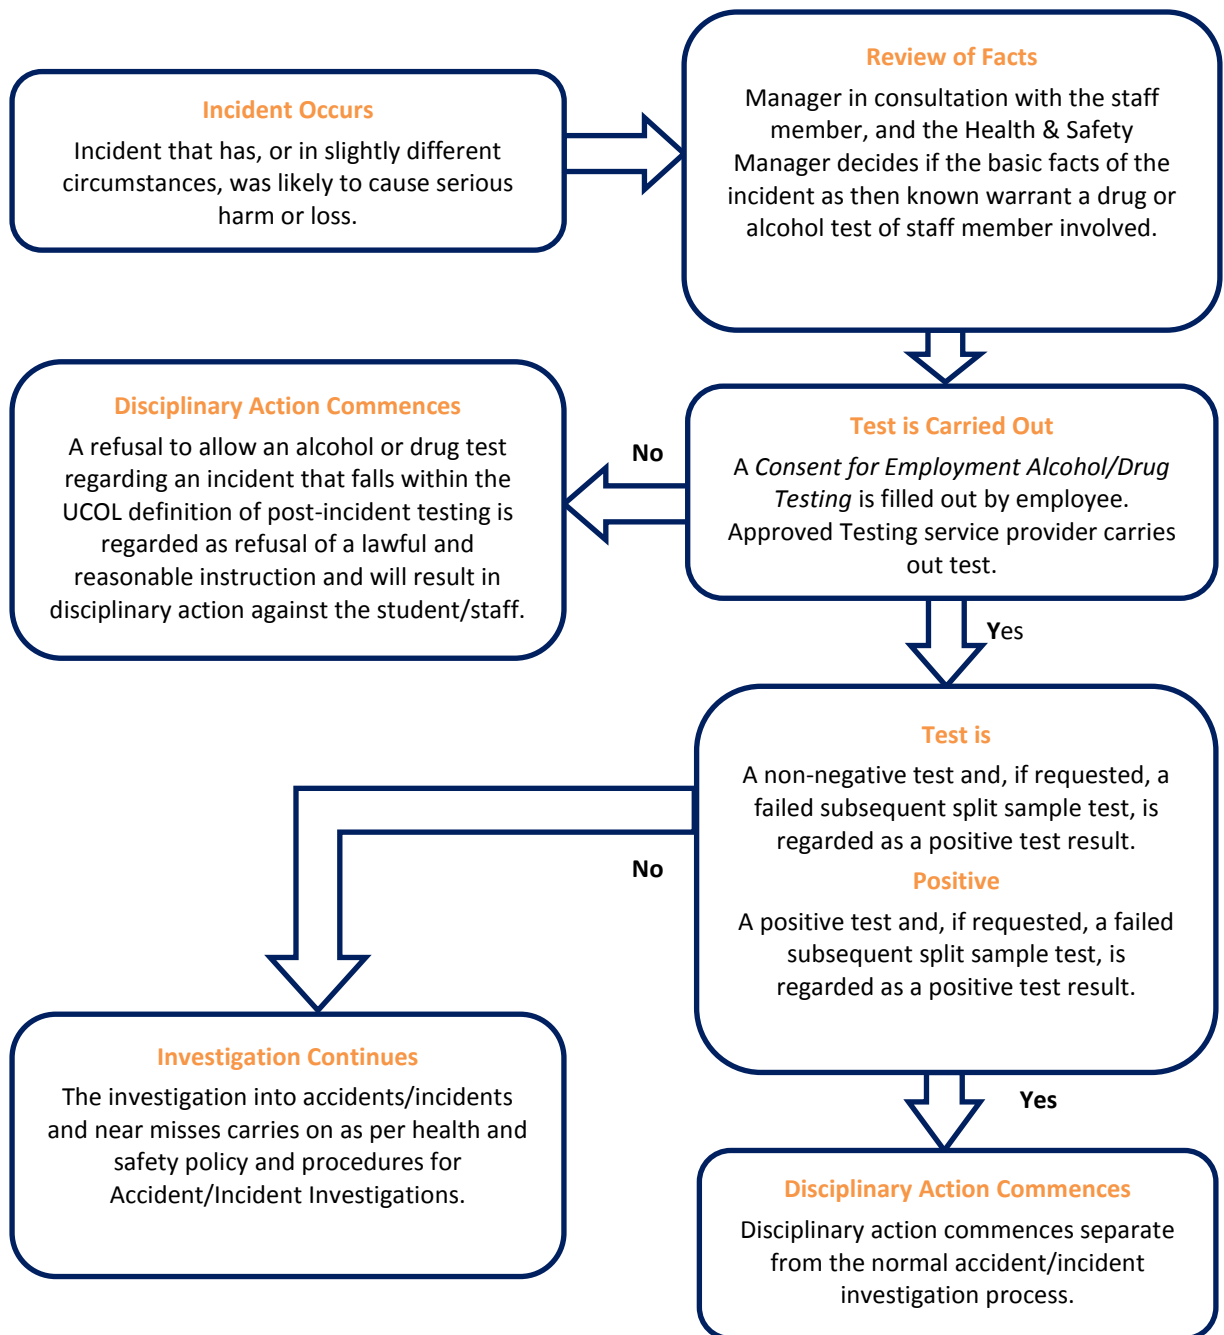 Incident Occurs
Incident that has, or in slightly different
circumstances, was likely to cause serious
harm or loss.
Review of Facts
Manager in consultation with the staff
member, and the Health & Safety
Manager decides if the basic facts of the
incident as then known warrant a drug or
alcohol test of staff member involved.
Disciplinary Action Commences
A refusal to allow an alcohol or drug test
regarding an incident that falls within the
UCOL definition of post-incident testing is
regarded as refusal of a lawful and
reasonable instruction and will result in
disciplinary action against the student/staff.
No
Test is Carried Out
A Consent for Employment Alcohol/Drug
Testing is filled out by employee.
Approved Testing service provider carries
out test.
Yes
Test is
A non-negative test and, if requested, a
failed subsequent split sample test, is
regarded as a positive test result.
Positive
A positive test and, if requested, a failed
subsequent split sample test, is
regarded as a positive test result.
No
Investigation Continues
The investigation into accidents/incidents
and near misses carries on as per health and
safety policy and procedures for
Accident/Incident Investigations.
Yes
Disciplinary Action Commences
Disciplinary action commences separate
from the normal accident/incident
investigation process.